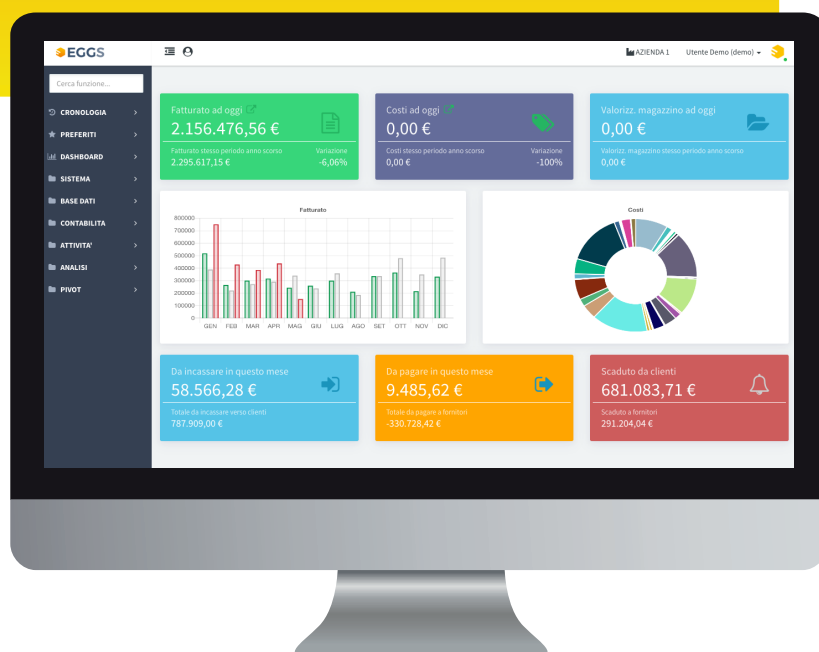 EGGS
AZIENDA 1
Utente Demo (demo)
Cerca funzione...
CRONOLOGIA
PREFERITI
DASHBOARD
SISTEMA
BASE DATI
CONTABILITA
ATTIVITA'
ANALISI
PIVOT
Fatturato ad oggi
2.156.476,56 €
Fatturato stesso periodo anno scorso Variazione
2.295.617,15 € -6,06%
Costi ad oggi
0,00 €
Costi stesso periodo anno scorso Variazione
0,00 € -100%
Valorizz. magazzino ad oggi
0,00 €
Valorizz. magazzino stesso periodo anno scorso
0,00 €
Fatturato
800000
700000
600000
500000
400000
300000
200000
100000
0
GEN FEB MAR APR MAG GIU LUG AGO SET OTT NOV DIC
Costi
Da incassare in questo mese
58.566,28 €
Totale da incassare verso clienti
787.909,00 €
Da pagare in questo mese
9.485,62 €
Totale da pagare a fornitori
-330.728,42 €
Scaduto da clienti
681.083,71 €
Scaduto a fornitori
291.204,04 €